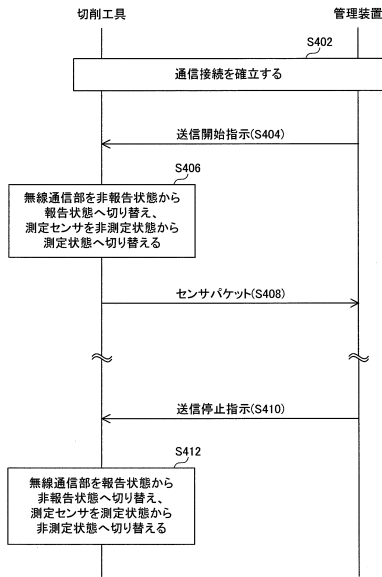 切削工具
管理装置
S402
通信接続を確立する
送信開始指示(S404)
S406
無線通信部を非報告状態から
報告状態へ切り替え、
測定センサを非測定状態から
測定状態へ切り替える
センサパケット(S408)
送信停止指示(S410)
S412
無線通信部を報告状態から
非報告状態へ切り替え、
測定センサを測定状態から
非測定状態へ切り替える